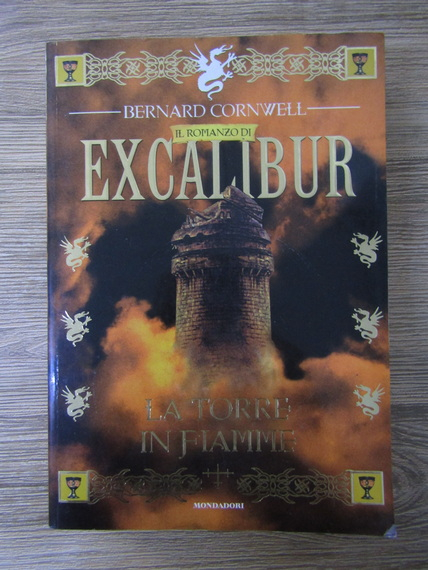 BERNARD CORNWELL
IL ROMANZO DI
EXCALIBUR
LA TORRE
IN FIAMME
MONDADORI